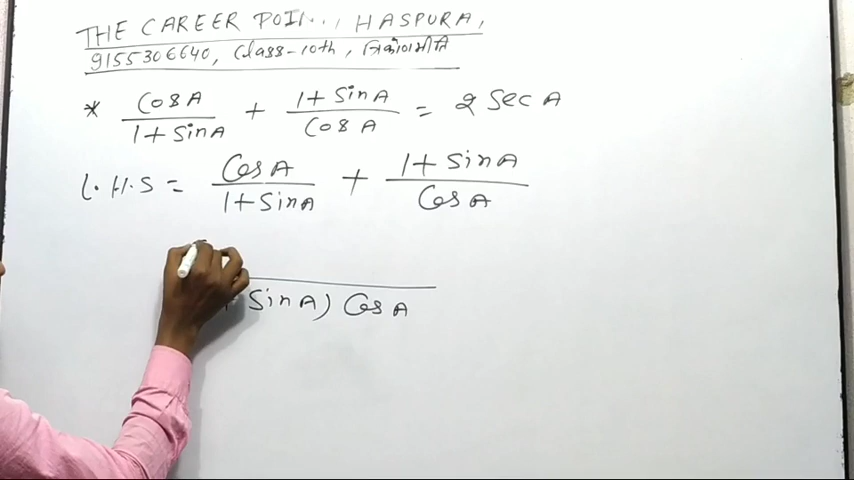 THE CAREER POI..., HASPURA,
9155306640, Class-10th, त्रिकोणमिति
* CosA/1+SinA + 1+SinA/CosA = 2 Sec A
L.H.S = CosA/1+SinA + 1+SinA/CosA
SinA) CosA